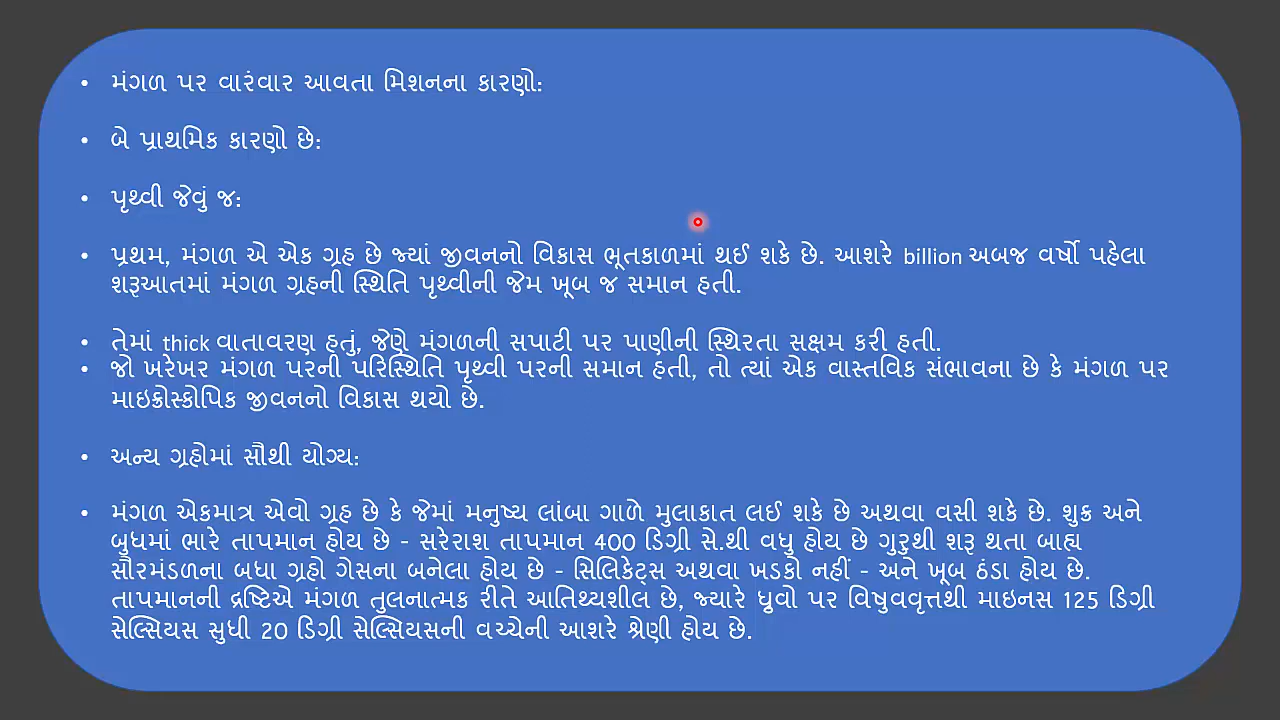 • મંગળ પર વારંવાર આવતા મિશનના કારણો:
• બે પ્રાથમિક કારણો છે:
• પૃથ્વી જેવું જ:
• પ્રથમ, મંગળ એ એક ગ્રહ છે જ્યાં જીવનનો વિકાસ ભૂતકાળમાં થઈ શકે છે. આશરે billion અબજ વર્ષો પહેલા
શરૂઆતમાં મંગળ ગ્રહની સ્થિતિ પૃથ્વીની જેમ ખૂબ જ સમાન હતી.
• તેમાં thick વાતાવરણ હતું, જેણે મંગળની સપાટી પર પાણીની સ્થિરતા સક્ષમ કરી હતી.
• જો ખરેખર મંગળ પરની પરિસ્થિતિ પૃથ્વી પરની સમાન હતી, તો ત્યાં એક વાસ્તવિક સંભાવના છે કે મંગળ પર
માઇક્રોસ્કોપિક જીવનનો વિકાસ થયો છે.
• અન્ય ગ્રહોમાં સૌથી યોગ્ય:
• મંગળ એકમાત્ર એવો ગ્રહ છે કે જેમાં મનુષ્ય લાંબા ગાળે મુલાકાત લઈ શકે છે અથવા વસી શકે છે. શુક્ર અને
બુધમાં ભારે તાપમાન હોય છે - સરેરાશ તાપમાન 400 ડિગ્રી સે.થી વધુ હોય છે ગુરુથી શરૂ થતા બાહ્ય
સૌરમંડળના બધા ગ્રહો ગેસના બનેલા હોય છે - સિલિકેટ્સ અથવા ખડકો નહીં - અને ખૂબ ઠંડા હોય છે.
તાપમાનની દ્રષ્ટિએ મંગળ તુલનાત્મક રીતે આતિથ્યશીલ છે, જ્યારે ધ્રુવો પર વિષુવવૃત્તથી માઇનસ 125 ડિગ્રી
સેલ્સિયસ સુધી 20 ડિગ્રી સેલ્સિયસની વચ્ચેની આશરે શ્રેણી હોય છે.